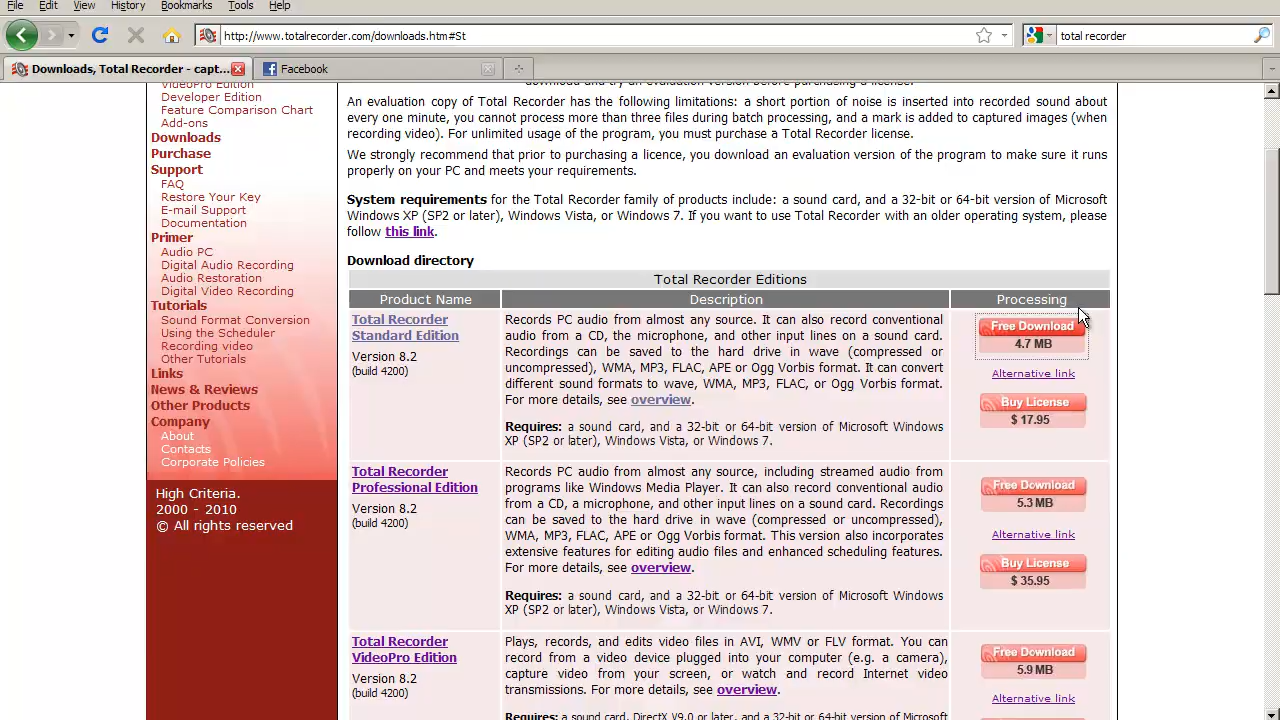 File Edit View History Bookmarks Tools Help
http://www.totalrecorder.com/downloads.htm#St
total recorder
Downloads, Total Recorder - capt...
Facebook
VideoPro Edition
Developer Edition
Feature Comparison Chart
Add-ons
Downloads
Purchase
Support
FAQ
Restore Your Key
E-mail Support
Documentation
Primer
Audio PC
Digital Audio Recording
Audio Restoration
Digital Video Recording
Tutorials
Sound Format Conversion
Using the Scheduler
Recording video
Other Tutorials
Links
News & Reviews
Other Products
Company
About
Contacts
Corporate Policies
High Criteria.
2000 - 2010
© All rights reserved
download and try an evaluation version before purchasing a license.
An evaluation copy of Total Recorder has the following limitations: a short portion of noise is inserted into recorded sound about
every one minute, you cannot process more than three files during batch processing, and a mark is added to captured images (when
recording video). For unlimited usage of the program, you must purchase a Total Recorder license.
We strongly recommend that prior to purchasing a licence, you download an evaluation version of the program to make sure it runs
properly on your PC and meets your requirements.
System requirements for the Total Recorder family of products include: a sound card, and a 32-bit or 64-bit version of Microsoft
Windows XP (SP2 or later), Windows Vista, or Windows 7. If you want to use Total Recorder with an older operating system, please
follow this link.
Download directory
Total Recorder Editions
Product Name Description Processing
Total Recorder
Standard Edition
Version 8.2
(build 4200)
Records PC audio from almost any source. It can also record conventional
audio from a CD, the microphone, and other input lines on a sound card.
Recordings can be saved to the hard drive in wave (compressed or
uncompressed), WMA, MP3, FLAC, APE or Ogg Vorbis format. It can convert
different sound formats to wave, WMA, MP3, FLAC, or Ogg Vorbis format.
For more details, see overview.
Requires: a sound card, and a 32-bit or 64-bit version of Microsoft Windows
XP (SP2 or later), Windows Vista, or Windows 7.
Free Download
4.7 MB
Alternative link
Buy License
$ 17.95
Total Recorder
Professional Edition
Version 8.2
(build 4200)
Records PC audio from almost any source, including streamed audio from
programs like Windows Media Player. It can also record conventional audio
from a CD, a microphone, and other input lines on a sound card. Recordings
can be saved to the hard drive in wave (compressed or uncompressed),
WMA, MP3, FLAC, APE or Ogg Vorbis format. This version also incorporates
extensive features for editing audio files and enhanced scheduling features.
For more details, see overview.
Requires: a sound card, and a 32-bit or 64-bit version of Microsoft Windows
XP (SP2 or later), Windows Vista, or Windows 7.
Free Download
5.3 MB
Alternative link
Buy License
$ 35.95
Total Recorder
VideoPro Edition
Version 8.2
(build 4200)
Plays, records, and edits video files in AVI, WMV or FLV format. You can
record from a video device plugged into your computer (e.g. a camera),
capture video from your screen, or watch and record Internet video
transmissions. For more details, see overview.
Requires: a sound card, DirectX V9.0 or later, and a 32-bit or 64-bit
Free Download
5.9 MB
Alternative link